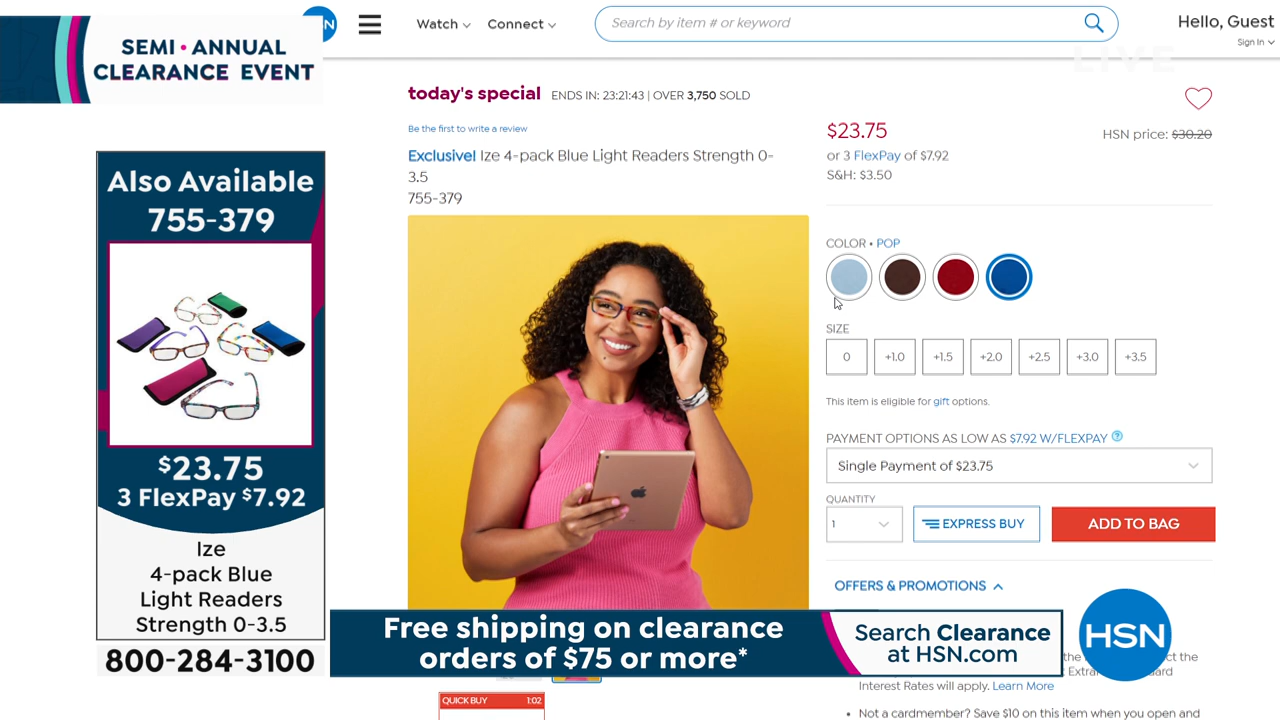 SEMI • ANNUAL
CLEARANCE EVENT
Watch
Connect
Search by item # or keyword
Hello, Guest
Sign In
LIVE
today's special ENDS IN: 23:21:43 | OVER 3,750 SOLD
Be the first to write a review
Exclusive! Ize 4-pack Blue Light Readers Strength 0-
3.5
755-379
$23.75
HSN price: $30.20
or 3 FlexPay of $7.92
S&H: $3.50
COLOR • POP
SIZE
0 +1.0 +1.5 +2.0 +2.5 +3.0 +3.5
This item is eligible for gift options.
PAYMENT OPTIONS AS LOW AS $7.92 W/FLEXPAY ?
Single Payment of $23.75
QUANTITY
1
EXPRESS BUY
ADD TO BAG
OFFERS & PROMOTIONS
Also Available
755-379
$23.75
3 FlexPay $7.92
Ize
4-pack Blue
Light Readers
Strength 0-3.5
800-284-3100
Free shipping on clearance
orders of $75 or more*
Search Clearance
at HSN.com
HSN
Interest Rates will apply. Learn More
• Not a cardmember? Save $10 on this item when you open and
QUICK BUY 1:02